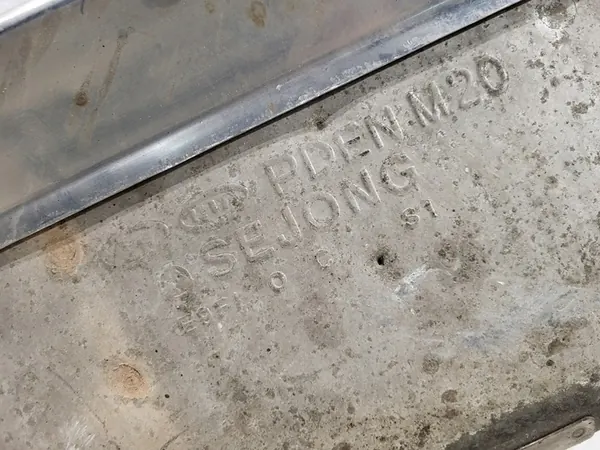 PDEN-M20
SEJONG
S1
O C